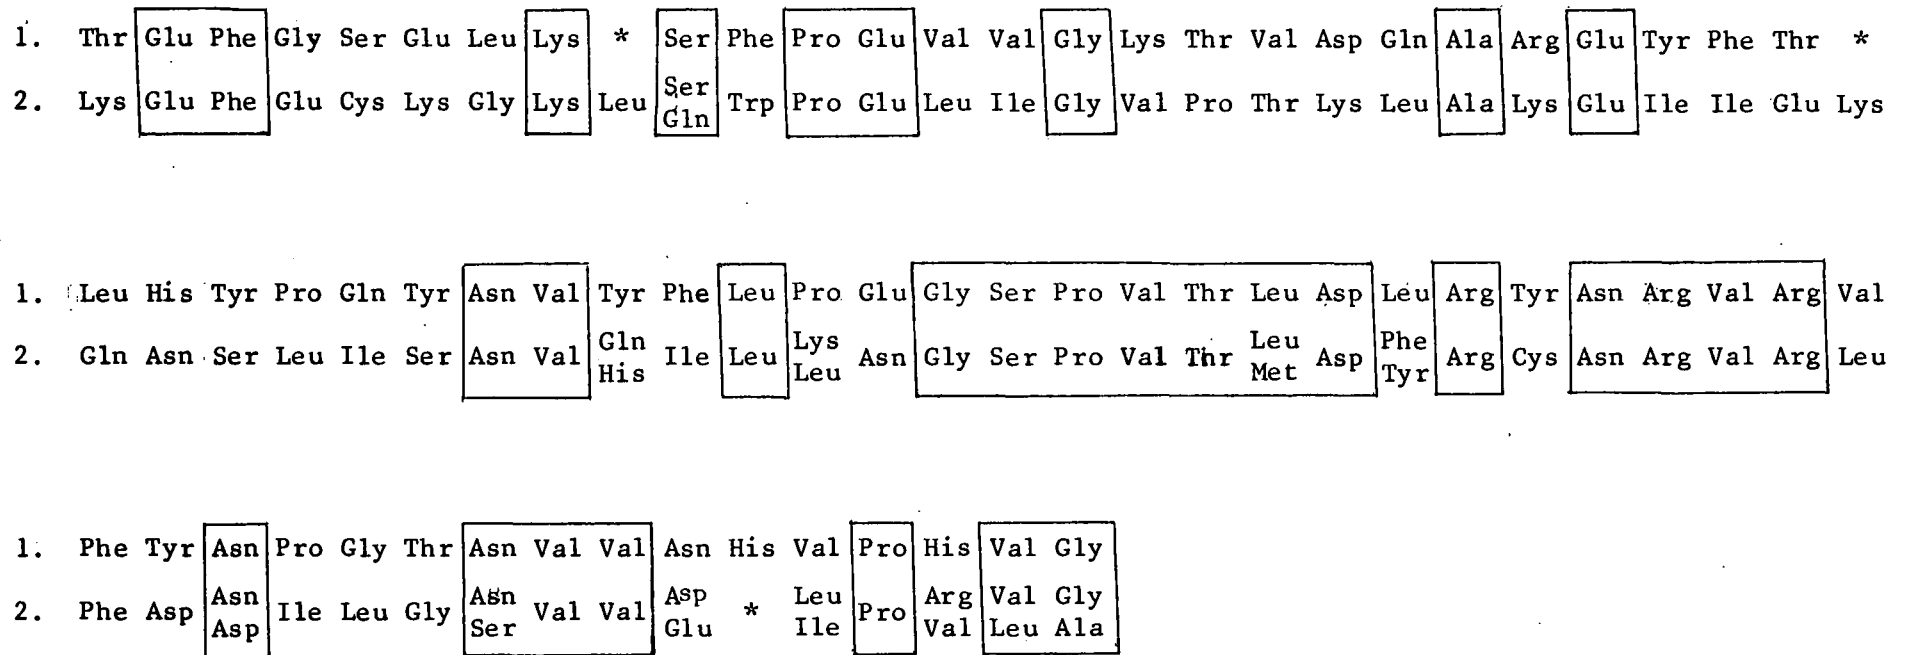 1. Thr Glu Phe Gly Ser Glu Leu Lys * Ser Phe Pro Glu Val Val Gly Lys Thr Val Asp Gln Ala Arg Glu Tyr Phe Thr *
Ser
2. Lys Glu Phe Glu Cys Lys Gly Lys Leu Trp Pro Glu Leu Ile Gly Val Pro Thr Lys Leu Ala Lys Glu Ile Ile Glu Lys
Gln
1. Leu His Tyr Pro Gln Tyr Asn Val Tyr Phe Leu Pro Glu Gly Ser Pro Val Thr Leu Asp Leu Arg Tyr Asn Arg Val Arg Val
Gln Lys Leu Phe
2. Gln Asn Ser Leu Ile Ser Asn Val Ile Leu Asn Gly Ser Pro Val Thr Asp Arg Cys Asn Arg Val Arg Leu
His Leu Met Tyr
1. Phe Tyr Asn Pro Gly Thr Asn Val Val Asn His Val Pro His Val Gly
Asn Asn Asp Leu Arg Val Gly
2. Phe Asp Ile Leu Gly Val Val * Pro
Asp Ser Glu Ile Val Leu Ala